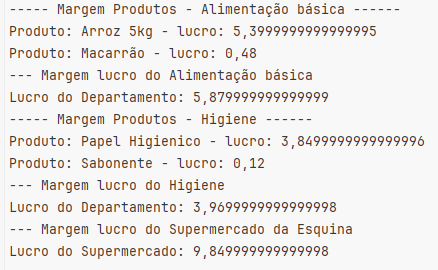 ----- Margem Produtos - Alimentação básica ------
Produto: Arroz 5kg - lucro: 5,3999999999999995
Produto: Macarrão - lucro: 0,48
--- Margem lucro do Alimentação básica
Lucro do Departamento: 5,879999999999999
----- Margem Produtos - Higiene ------
Produto: Papel Higienico - lucro: 3,8499999999999996
Produto: Sabonente - lucro: 0,12
--- Margem lucro do Higiene
Lucro do Departamento: 3,9699999999999998
--- Margem lucro do Supermercado da Esquina
Lucro do Supermercado: 9,849999999999998